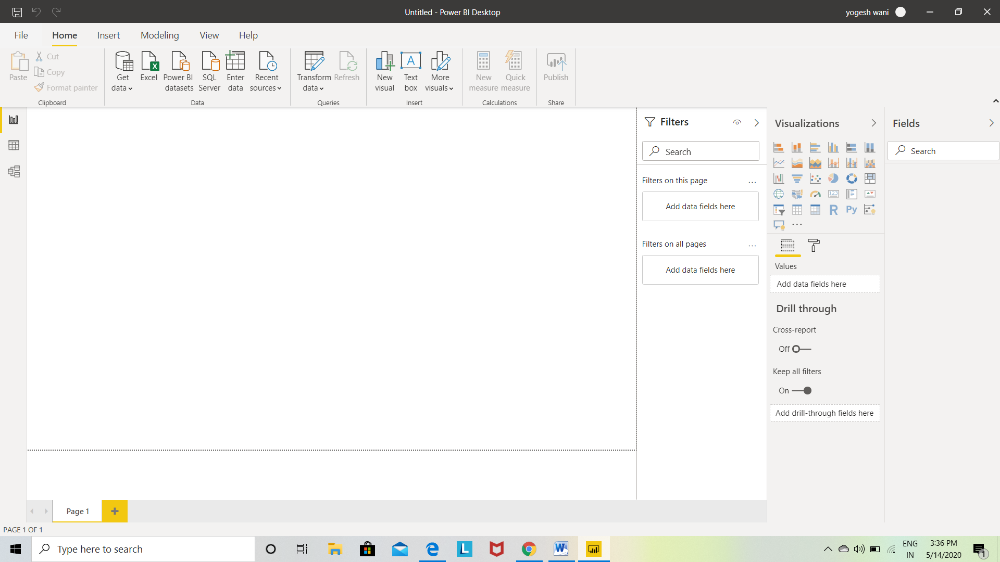 Untitled - Power BI Desktop
yogesh wani
File Home Insert Modeling View Help
Paste
Cut
Copy
Format painter
Clipboard
Get data
Excel
Power BI datasets
SQL Server
Enter data
Recent sources
Data
Transform data
Refresh
Queries
New visual
Text box
More visuals
Insert
New measure
Quick measure
Calculations
Publish
Share
Filters
Search
Filters on this page
Add data fields here
Filters on all pages
Add data fields here
Visualizations
123
R
Py
Values
Add data fields here
Drill through
Cross-report
Off
Keep all filters
On
Add drill-through fields here
Fields
Search
Page 1
PAGE 1 OF 1
Type here to search
ENG
IN
3:36 PM
5/14/2020
1